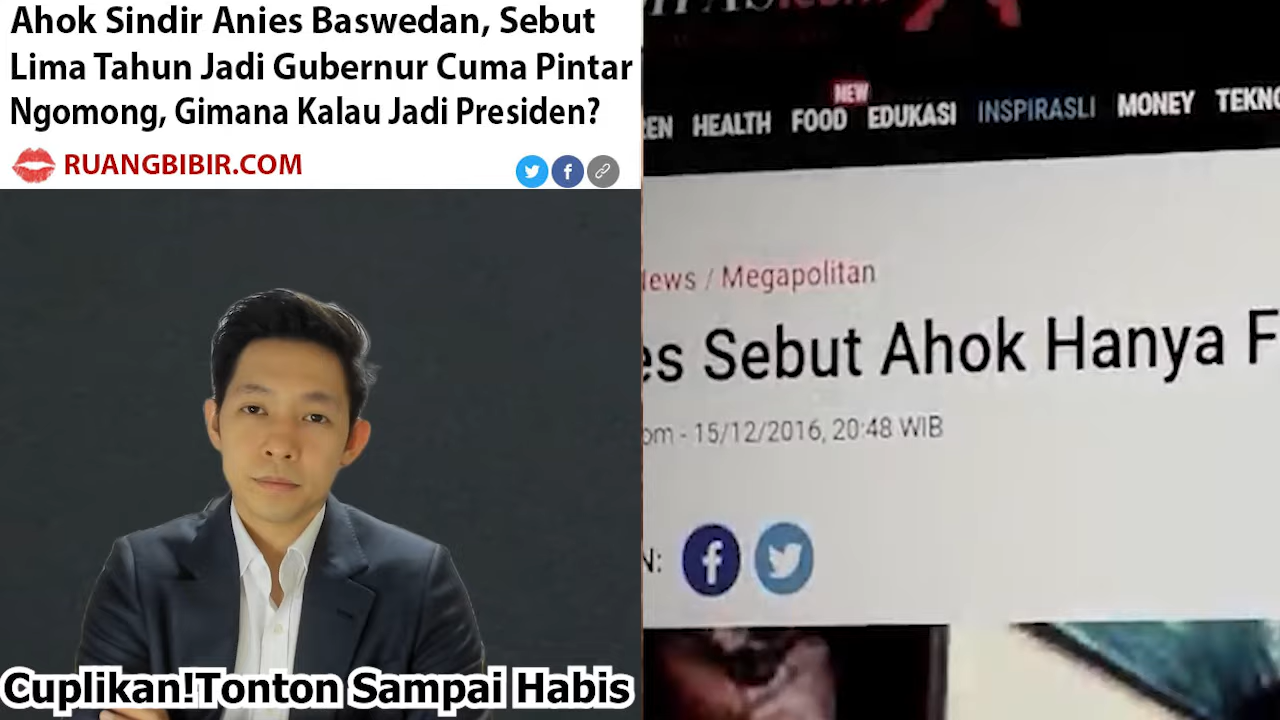 Ahok Sindir Anies Baswedan, Sebut
Lima Tahun Jadi Gubernur Cuma Pintar
Ngomong, Gimana Kalau Jadi Presiden?
RUANGBIBIR.COM
Cuplikan!Tonton Sampai Habis
NEW
HEALTH FOOD EDUKASI INSPIRASLI MONEY TEKNO
News / Megapolitan
es Sebut Ahok Hanya F
om - 15/12/2016, 20:48 WIB
N: